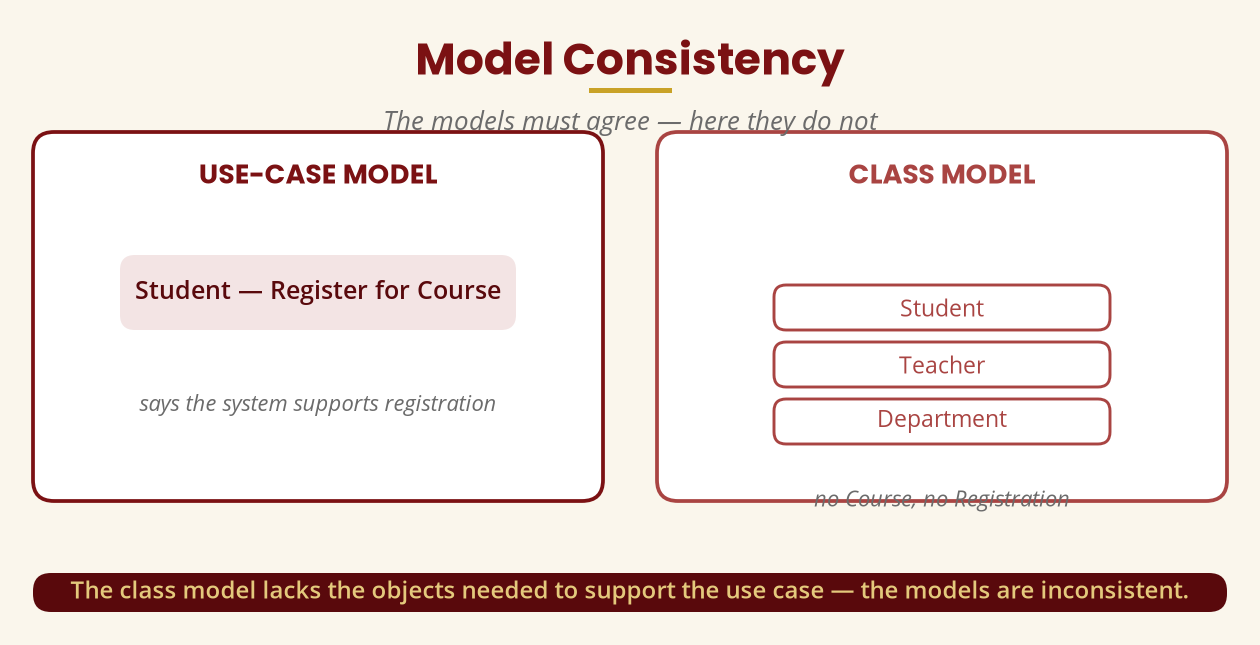 Model Consistency
The models must agree — here they do not
USE-CASE MODEL
Student — Register for Course
says the system supports registration
CLASS MODEL
Student
Teacher
Department
no Course, no Registration
The class model lacks the objects needed to support the use case — the models are inconsistent.